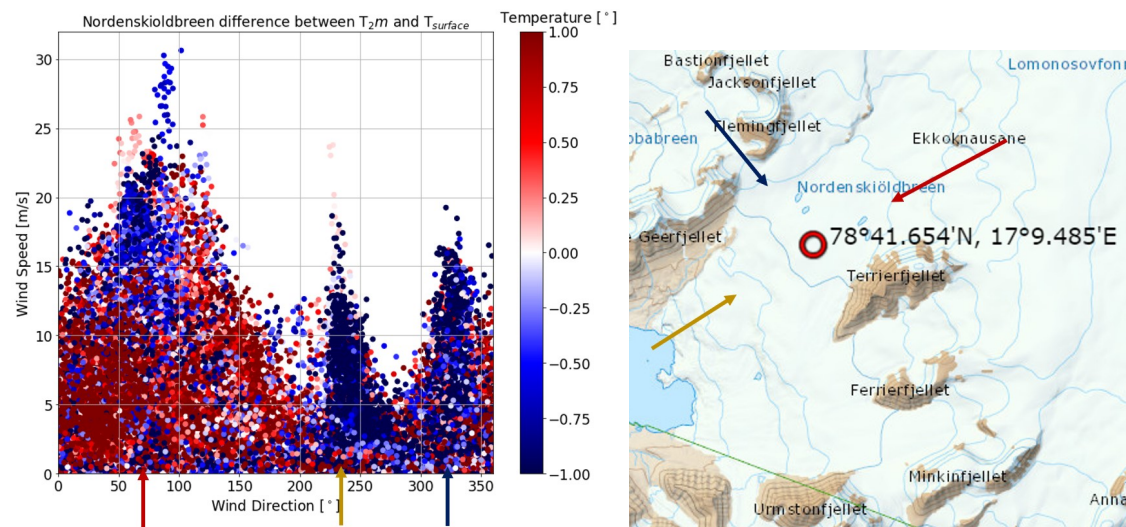 Nordenskioldbreen difference between T₂m and Tsurface
Temperature [°]
Wind Speed [m/s]
30
25
20
15
10
5
0
0
50
100
150
200
250
300
350
Wind Direction [°]
1.00
0.75
0.50
0.25
0.00
−0.25
−0.50
−0.75
−1.00
Bastionfjellet
Jacksonfjellet
Flemingfjellet
Lomonosovfonn
Ekkoknausane
obabreen
Nordenskiöldbreen
e Geerfjellet
78°41.654'N, 17°9.485'E
Terrierfjellet
Ferrierfjellet
Minkinfjellet
Urmstonfjellet
Anna